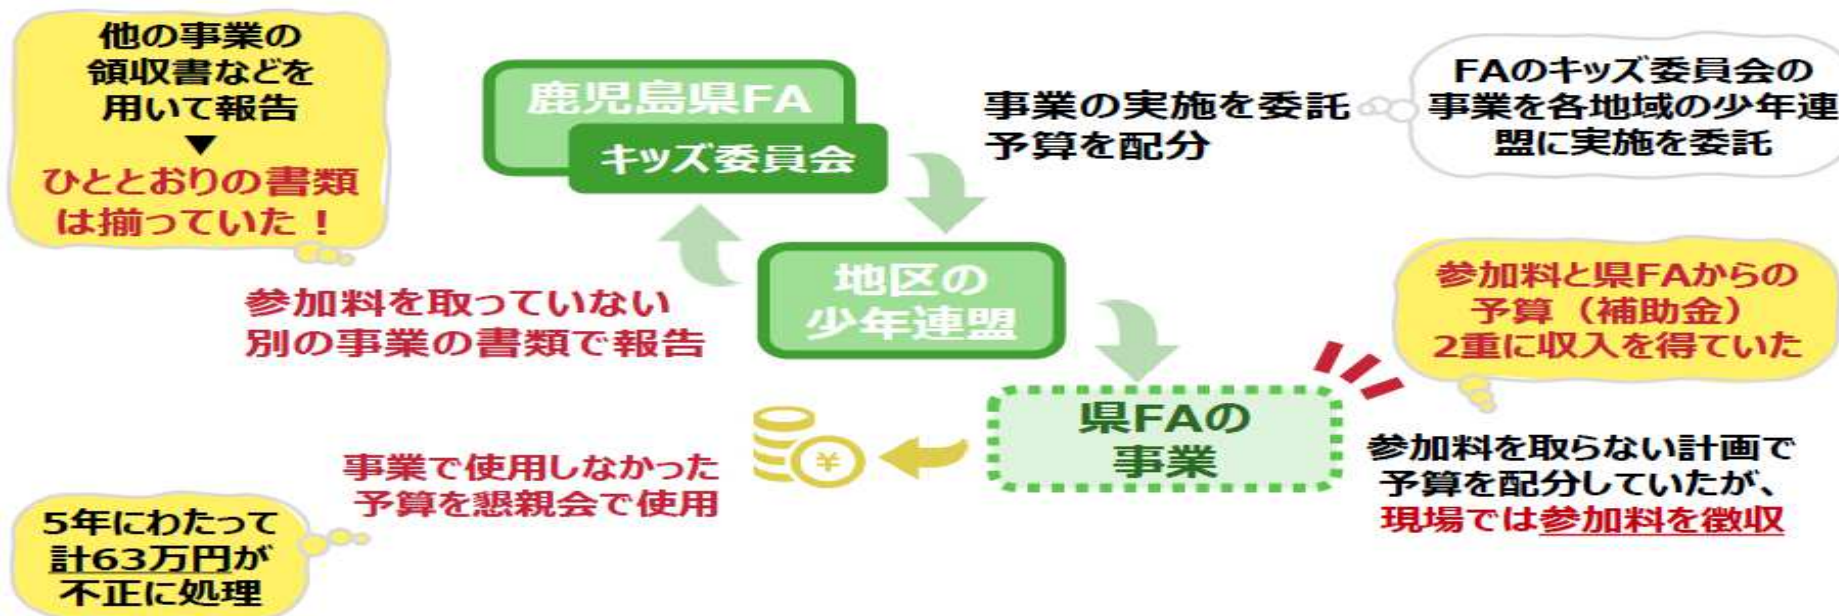 他の事業の
領収書などを
用いて報告
▼
ひととおりの書類
は揃っていた！
鹿児島県FA
キッズ委員会
事業の実施を委託
予算を配分
FAのキッズ委員会の
事業を各地域の少年連
盟に実施を委託
参加料を取っていない
別の事業の書類で報告
地区の
少年連盟
参加料と県FAからの
予算（補助金）
2重に収入を得ていた
県FAの
事業
参加料を取らない計画で
予算を配分していたが、
現場では参加料を徴収
¥
事業で使用しなかった
予算を懇親会で使用
5年にわたって
計63万円が
不正に処理